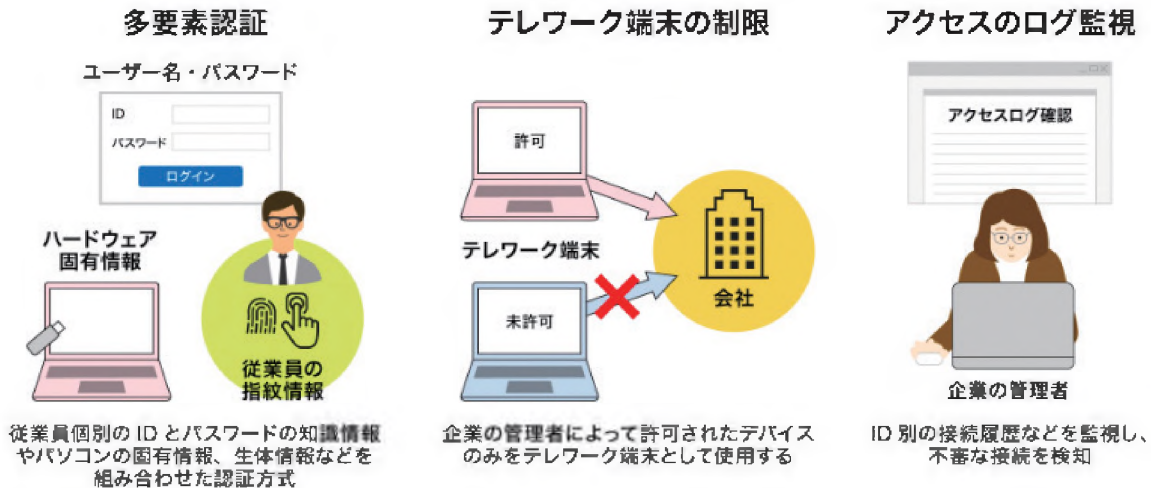 多要素認証
ユーザー名・パスワード
ID
パスワード
ログイン
ハードウェア
固有情報
従業員の
指紋情報
従業員個別の ID とパスワードの知識情報
やパソコンの固有情報、生体情報などを
組み合わせた認証方式
テレワーク端末の制限
許可
テレワーク端末
未許可
会社
企業の管理者によって許可されたデバイス
のみをテレワーク端末として使用する
アクセスのログ監視
アクセスログ確認
企業の管理者
ID 別の接続履歴などを監視し、
不審な接続を検知